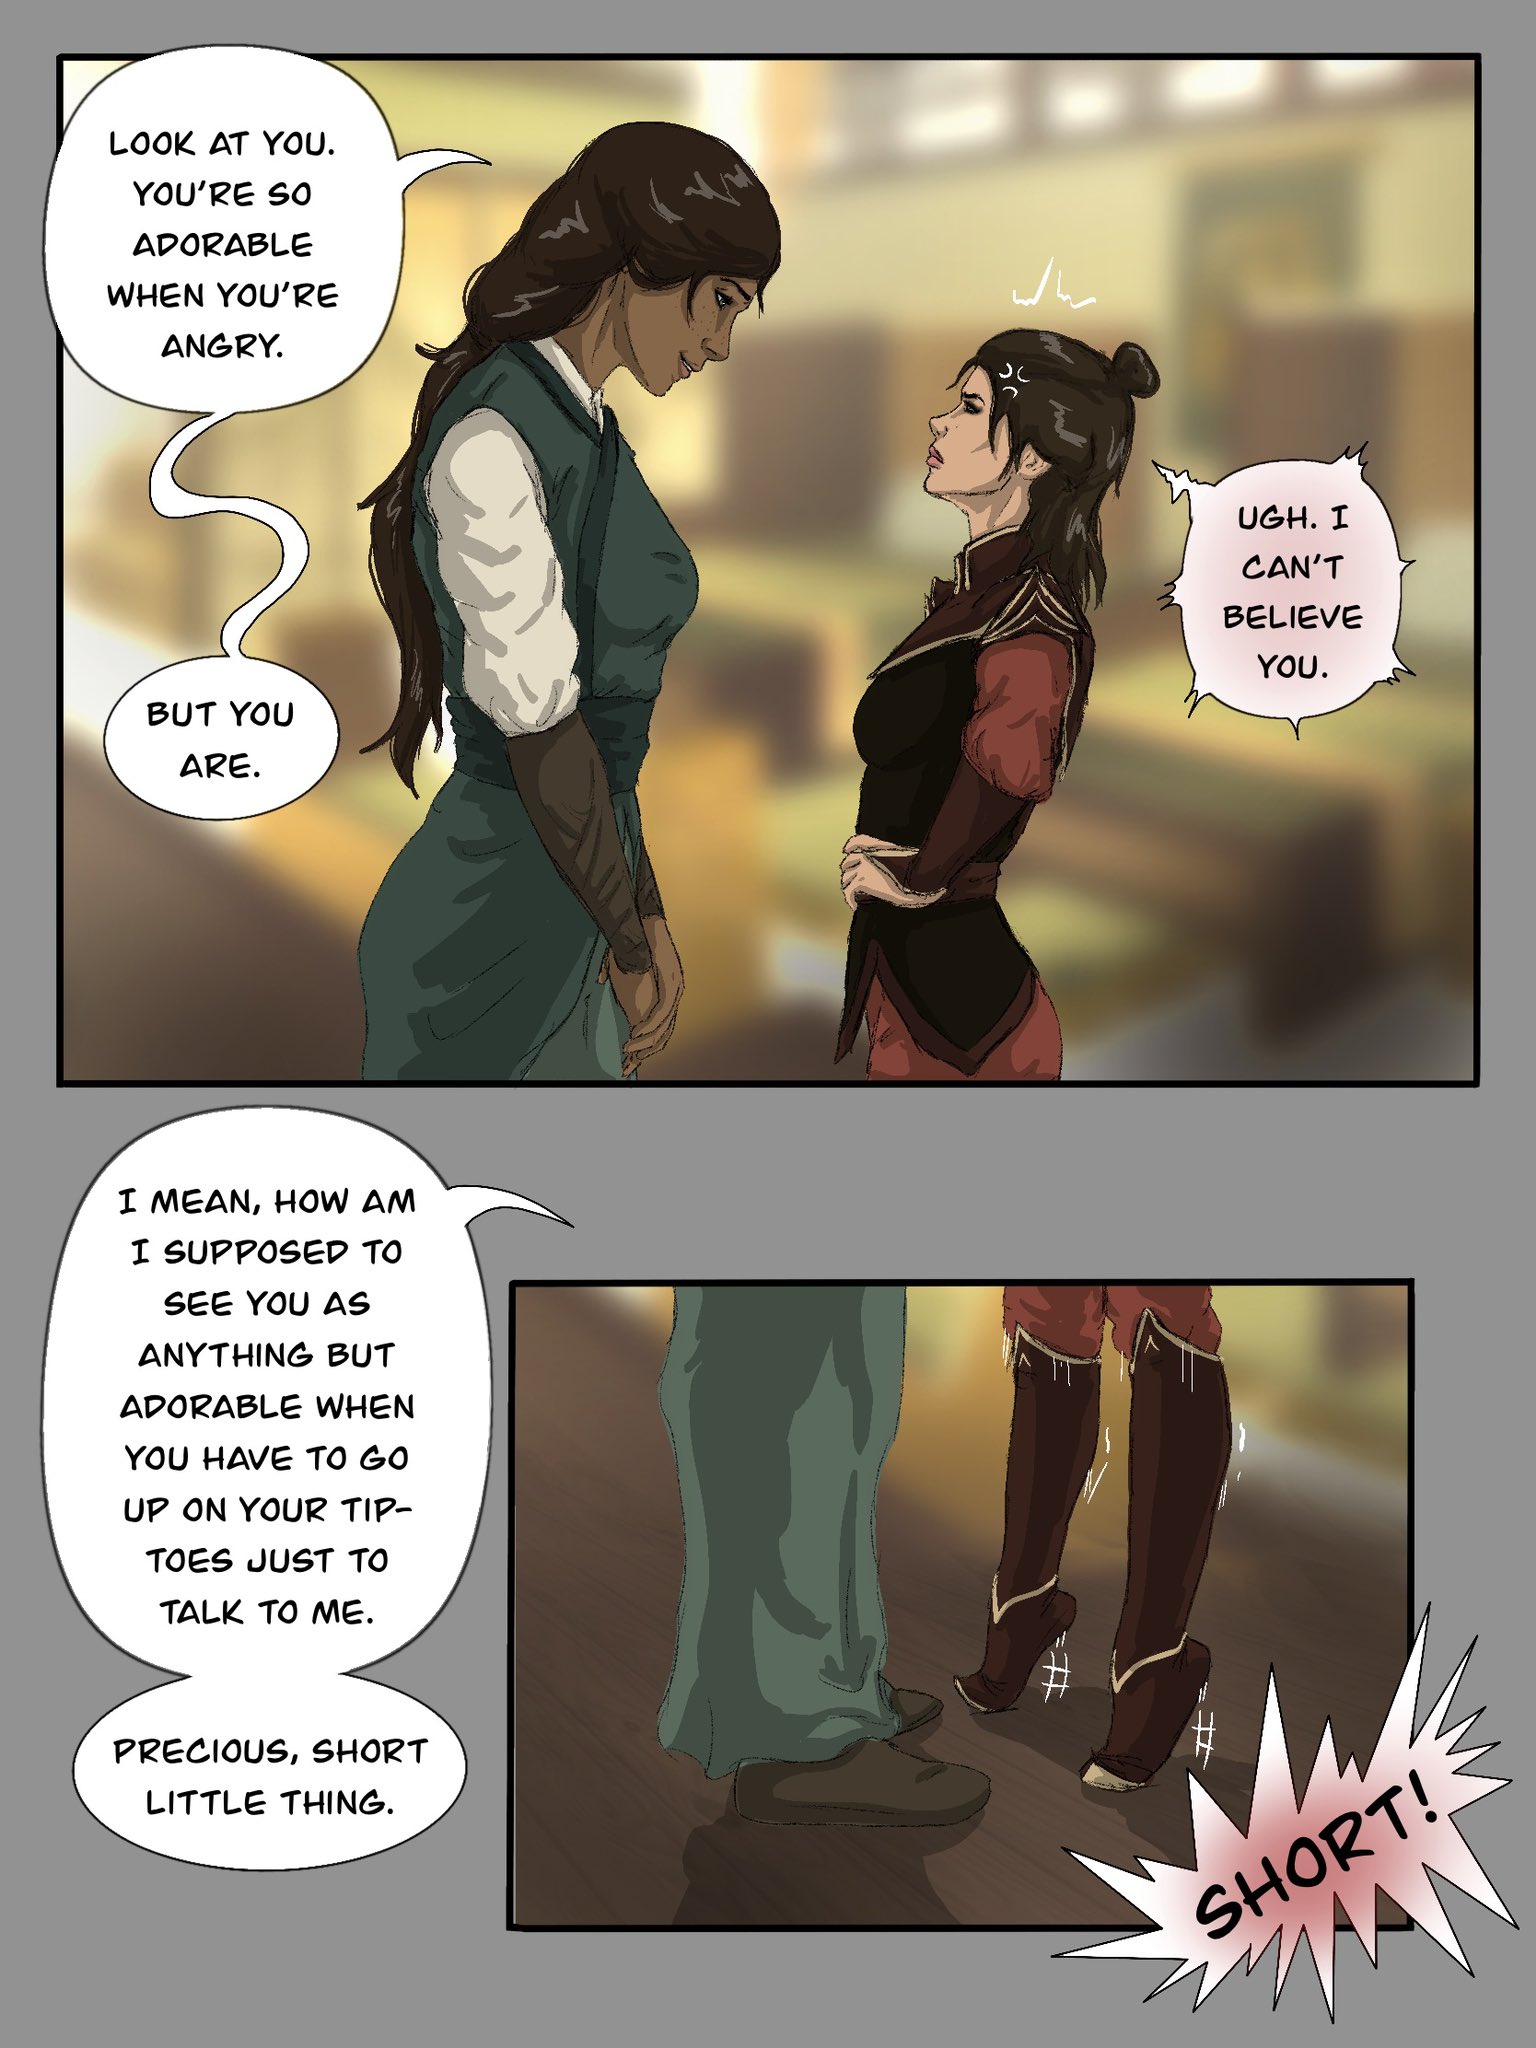 LOOK AT YOU.
YOU'RE SO
ADORABLE
WHEN YOU'RE
ANGRY.
BUT YOU
ARE.
UGH. I
CAN'T
BELIEVE
YOU.
I MEAN, HOW AM
I SUPPOSED TO
SEE YOU AS
ANYTHING BUT
ADORABLE WHEN
YOU HAVE TO GO
UP ON YOUR TIP-
TOES JUST TO
TALK TO ME.
PRECIOUS, SHORT
LITTLE THING.
SHORT!